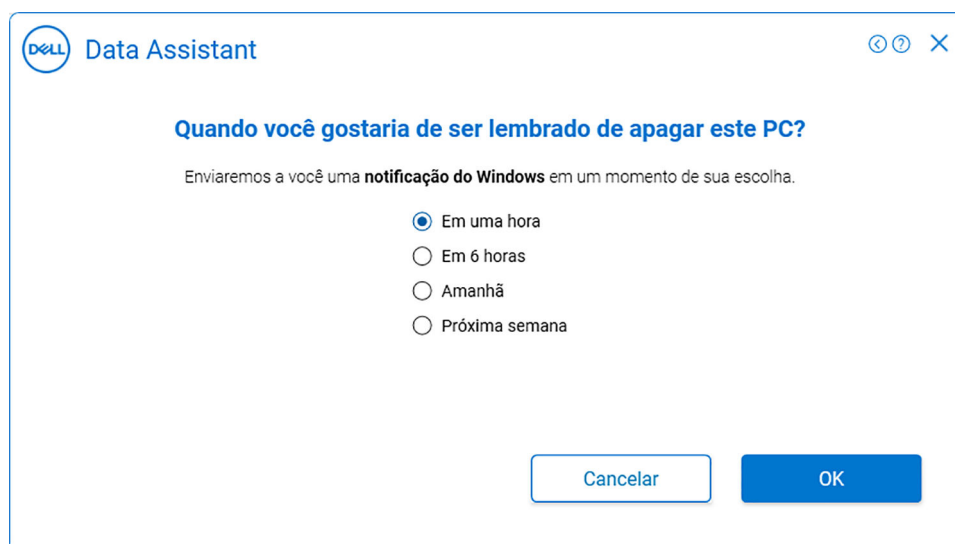 DELL Data Assistant
Quando você gostaria de ser lembrado de apagar este PC?
Enviaremos a você uma notificação do Windows em um momento de sua escolha.
Em uma hora
Em 6 horas
Amanhã
Próxima semana
Cancelar OK